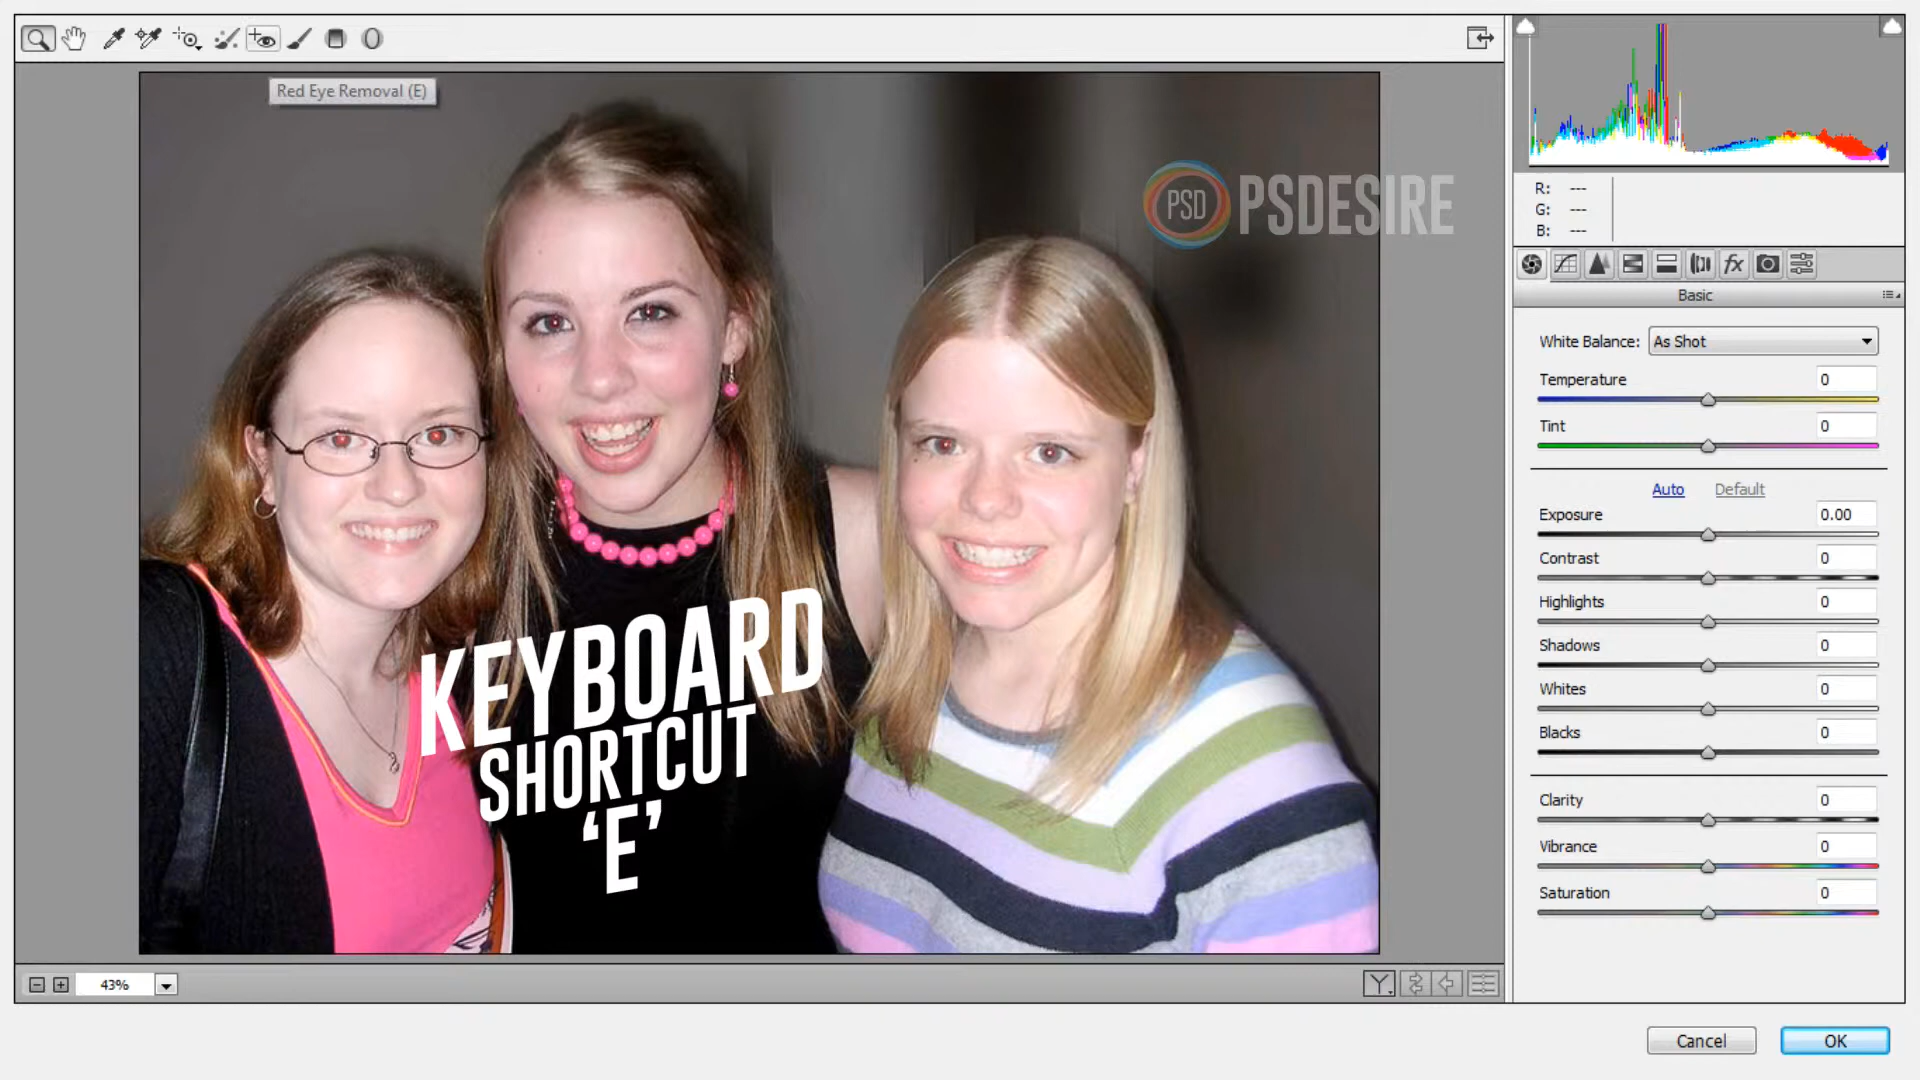 Red Eye Removal (E)
PSD PSDESIRE
KEYBOARD
SHORTCUT
‘E’
43%
R: ---
G: ---
B: ---
fx
Basic
White Balance: As Shot
Temperature 0
Tint 0
Auto Default
Exposure 0.00
Contrast 0
Highlights 0
Shadows 0
Whites 0
Blacks 0
Clarity 0
Vibrance 0
Saturation 0
Cancel OK